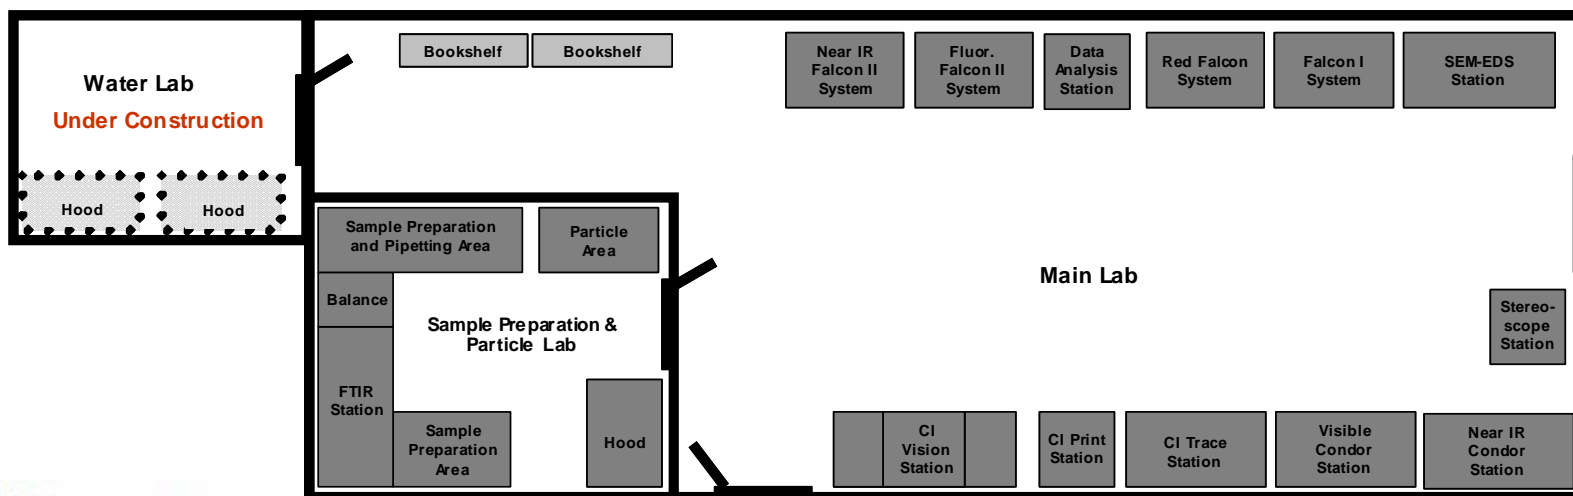 Water Lab
Under Construction
Hood
Hood
Bookshelf
Bookshelf
Near IR
Falcon II
System
Fluor.
Falcon II
System
Data
Analysis
Station
Red Falcon
System
Falcon I
System
SEM-EDS
Station
Sample Preparation
and Pipetting Area
Particle
Area
Balance
Sample Preparation &
Particle Lab
FTIR
Station
Sample
Preparation
Area
Hood
Main Lab
Stereo-
scope
Station
CI
Vision
Station
CI Print
Station
CI Trace
Station
Visible
Condor
Station
Near IR
Condor
Station